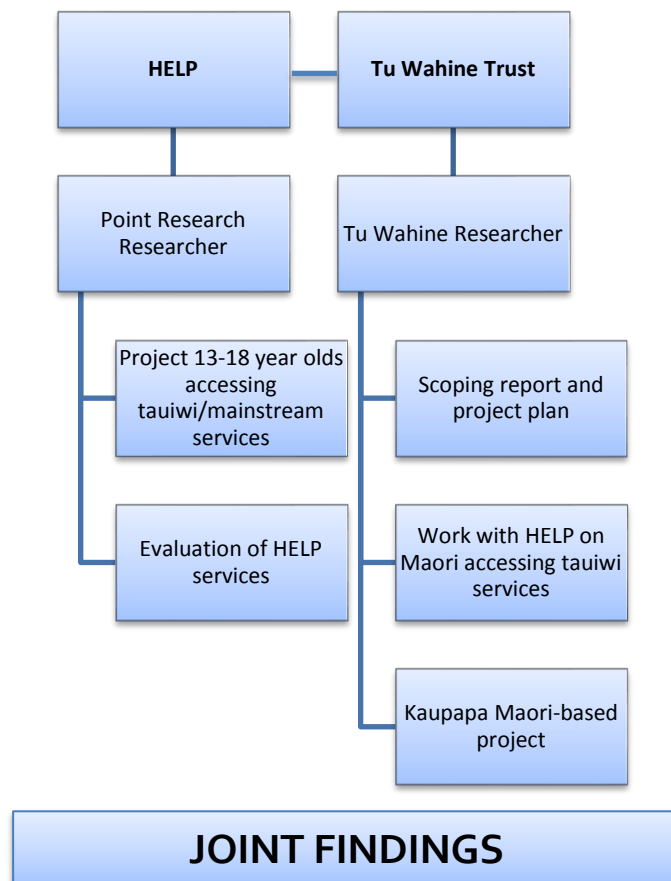 HELP
Tu Wahine Trust
Point Research
Researcher
Tu Wahine Researcher
Project 13-18 year olds
accessing
tauiwi/mainstream
services
Scoping report and
project plan
Evaluation of HELP
services
Work with HELP on
Maori accessing tauiwi
services
Kaupapa Maori-based
project
JOINT FINDINGS